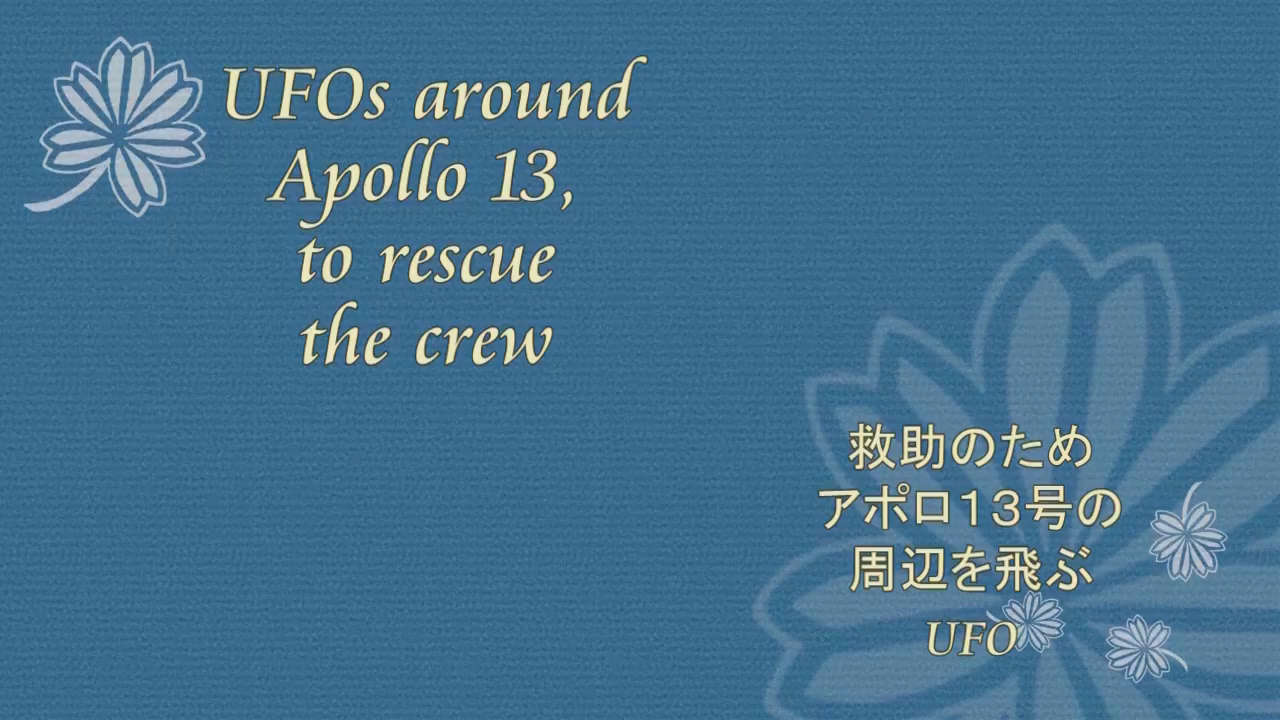 UFOs around
Apollo 13,
to rescue
the crew
救助のため
アポロ１３号の
周辺を飛ぶ
UFO